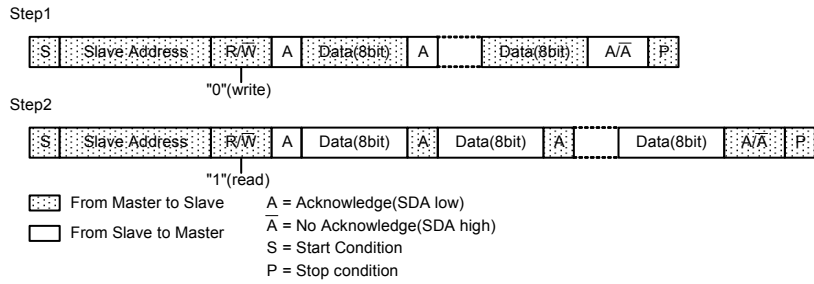 Step1
S Slave Address R/W̅ A Data(8bit) A Data(8bit) A/A̅ P
"0"(write)
Step2
S Slave Address R/W̅ A Data(8bit) A Data(8bit) A Data(8bit) A/A̅ P
"1"(read)
From Master to Slave
From Slave to Master
A = Acknowledge(SDA low)
A̅ = No Acknowledge(SDA high)
S = Start Condition
P = Stop condition